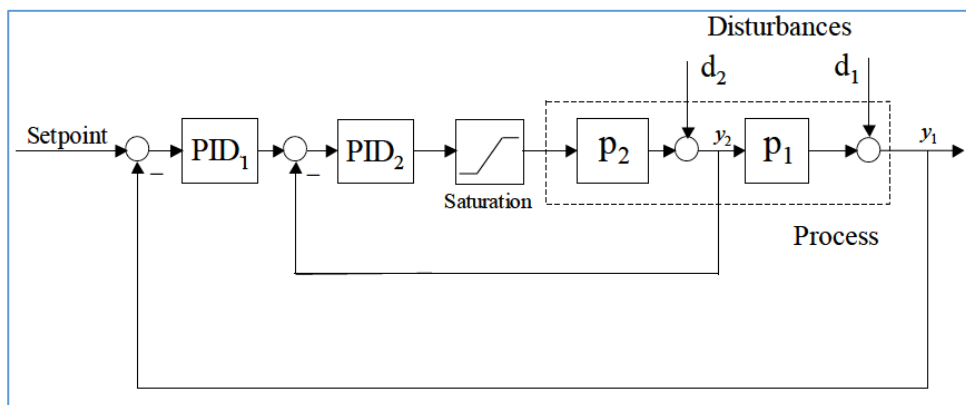 Disturbances
d₂
d₁
Setpoint
PID₁
PID₂
Saturation
p₂
y₂
p₁
y₁
Process
–
–